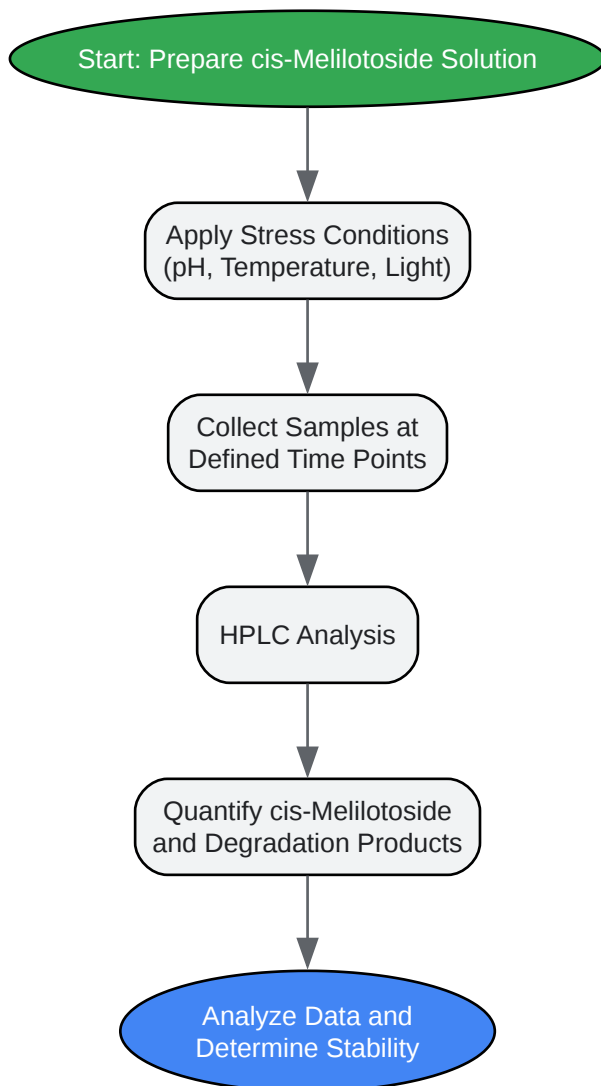 Start: Prepare cis-Melilotoside Solution
Apply Stress Conditions
(pH, Temperature, Light)
Collect Samples at
Defined Time Points
HPLC Analysis
Quantify cis-Melilotoside
and Degradation Products
Analyze Data and
Determine Stability